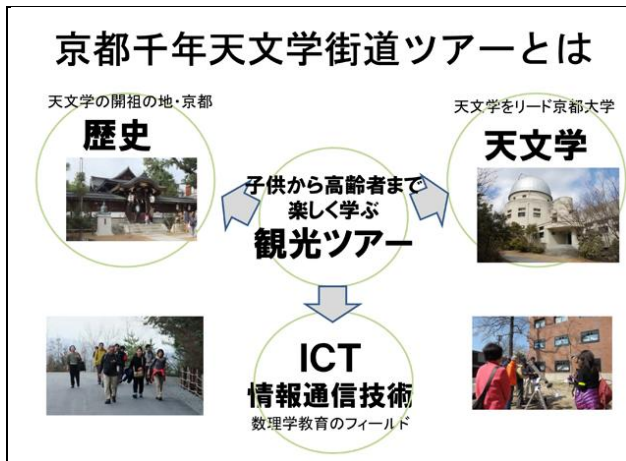 京都千年天文学街道ツアーとは
天文学の開祖の地・京都
歴史
天文学をリード京都大学
天文学
子供から高齢者まで
楽しく学ぶ
観光ツアー
ICT
情報通信技術
数理学教育のフィールド